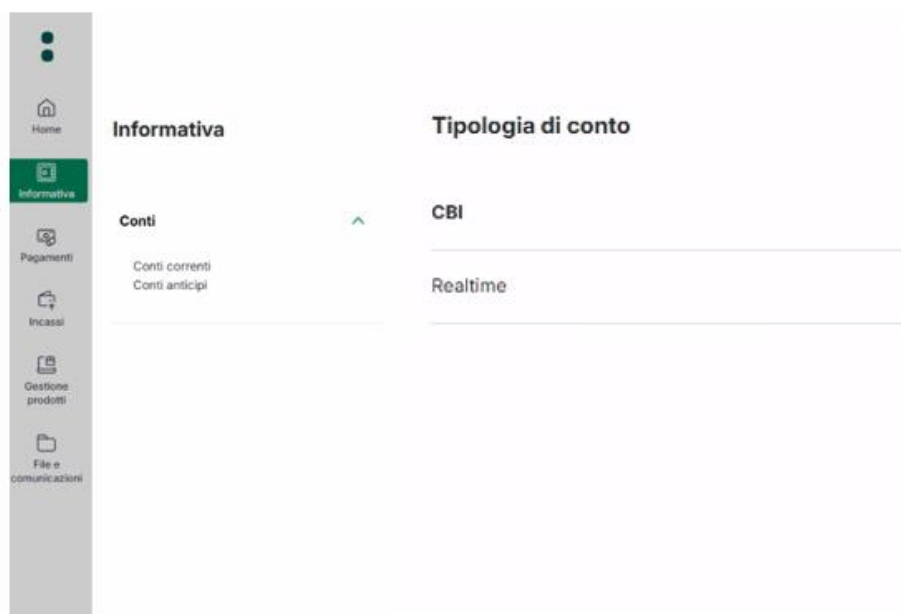 Home
Informativa
Pagamenti
Incassi
Gestione
prodotti
File e
comunicazioni
Informativa
Conti
Conti correnti
Conti anticipi
Tipologia di conto
CBI
Realtime